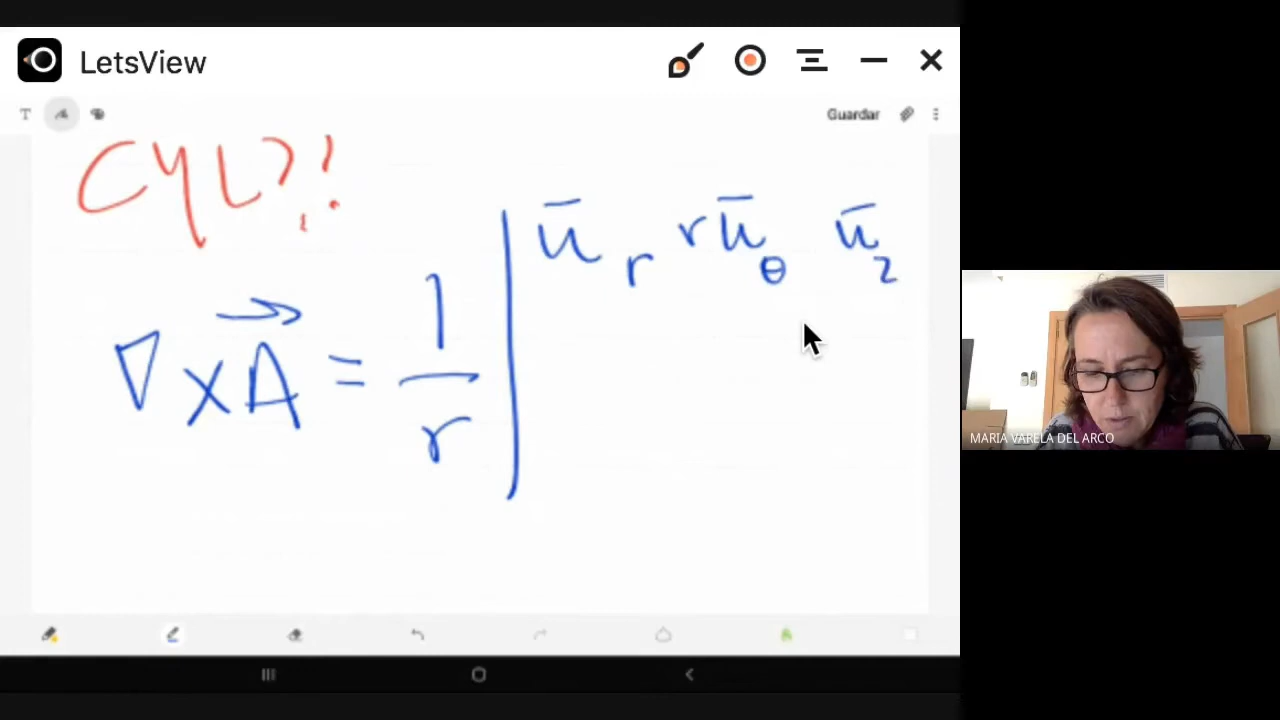 LetsView
T
Guardar
CYL?!
∇ × A⃗ = 1/r | ū_r rū_θ ū_z
MARIA VARELA DEL ARCO